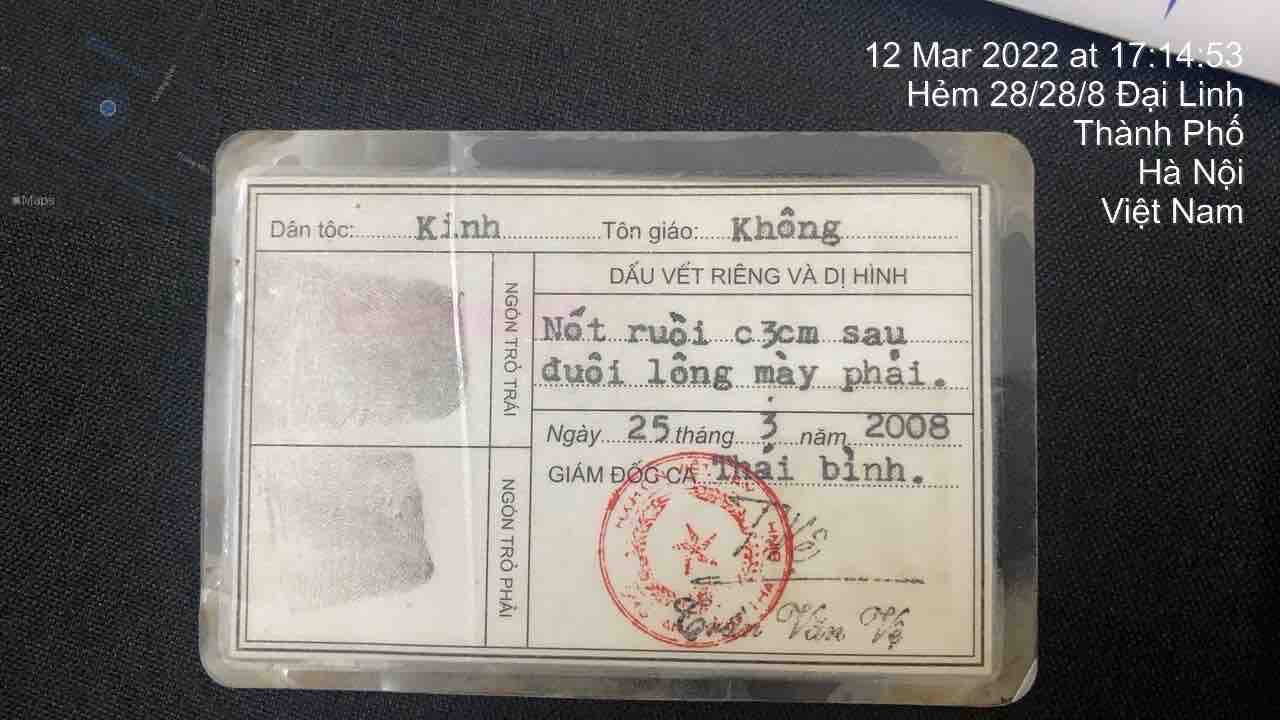 12 Mar 2022 at 17:14:53
Hẻm 28/28/8 Đại Linh
Thành Phố
Hà Nội
Việt Nam
Maps
Dân tộc: Kinh Tôn giáo: Không
NGÓN TRỎ TRÁI
DẤU VẾT RIÊNG VÀ DỊ HÌNH
Nốt ruồi c 3cm sau
đuôi lông mày phải.
NGÓN TRỎ PHẢI
Ngày 25 tháng 3 năm 2008
GIÁM ĐỐC CA Thái bình.
Văn Vệ